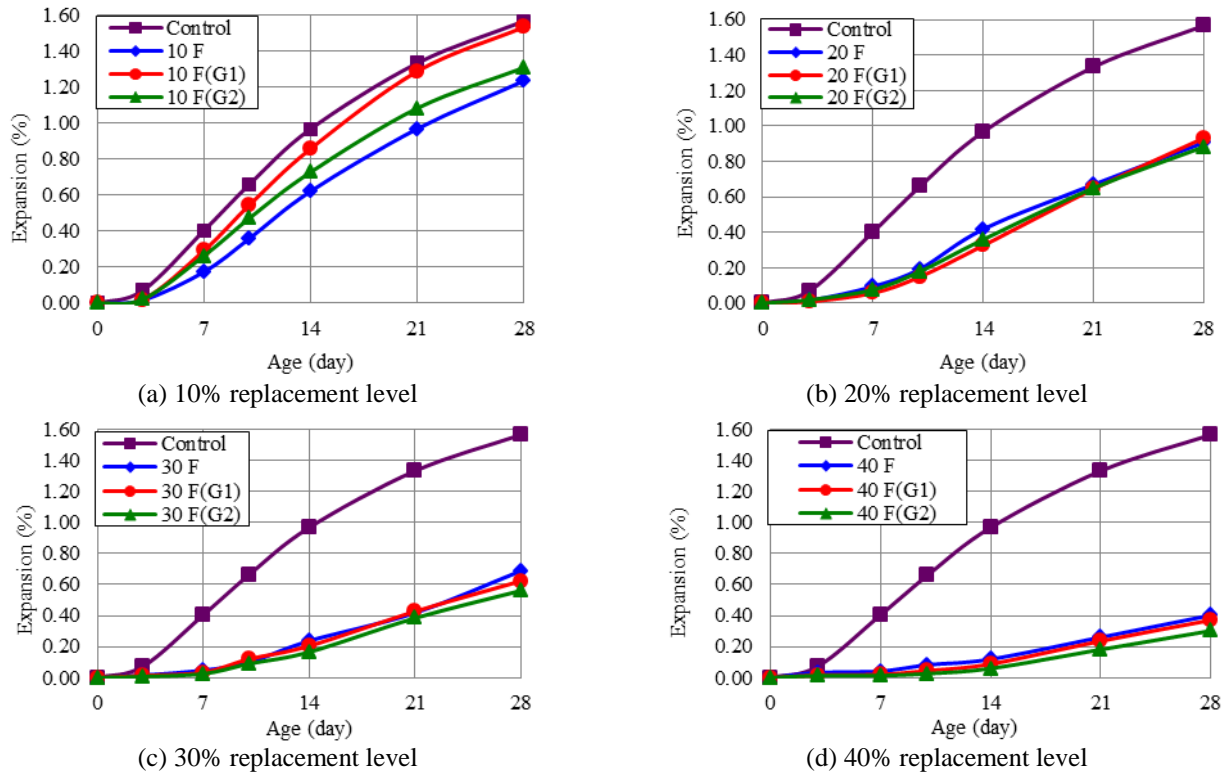 Expansion (%)
1.60
1.40
1.20
1.00
0.80
0.60
0.40
0.20
0.00
Control
10 F
10 F(G1)
10 F(G2)
0 7 14 21 28
Age (day)
(a) 10% replacement level
Expansion (%)
1.60
1.40
1.20
1.00
0.80
0.60
0.40
0.20
0.00
Control
20 F
20 F(G1)
20 F(G2)
0 7 14 21 28
Age (day)
(b) 20% replacement level
Expansion (%)
1.60
1.40
1.20
1.00
0.80
0.60
0.40
0.20
0.00
Control
30 F
30 F(G1)
30 F(G2)
0 7 14 21 28
Age (day)
(c) 30% replacement level
Expansion (%)
1.60
1.40
1.20
1.00
0.80
0.60
0.40
0.20
0.00
Control
40 F
40 F(G1)
40 F(G2)
0 7 14 21 28
Age (day)
(d) 40% replacement level